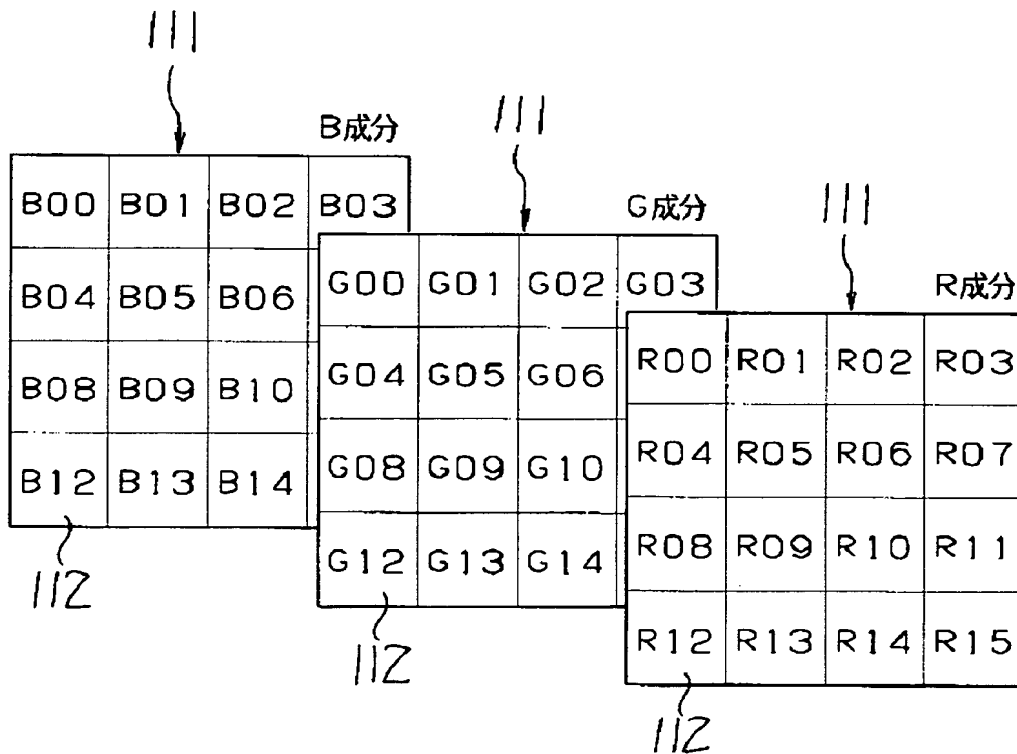 111
111
B成分
B00 B01 B02 B03
G成分
111
B04 B05 B06
G00 G01 G02 G03
R成分
B08 B09 B10
G04 G05 G06
R00 R01 R02 R03
B12 B13 B14
G08 G09 G10
R04 R05 R06 R07
112
G12 G13 G14
R08 R09 R10 R11
112
R12 R13 R14 R15
112